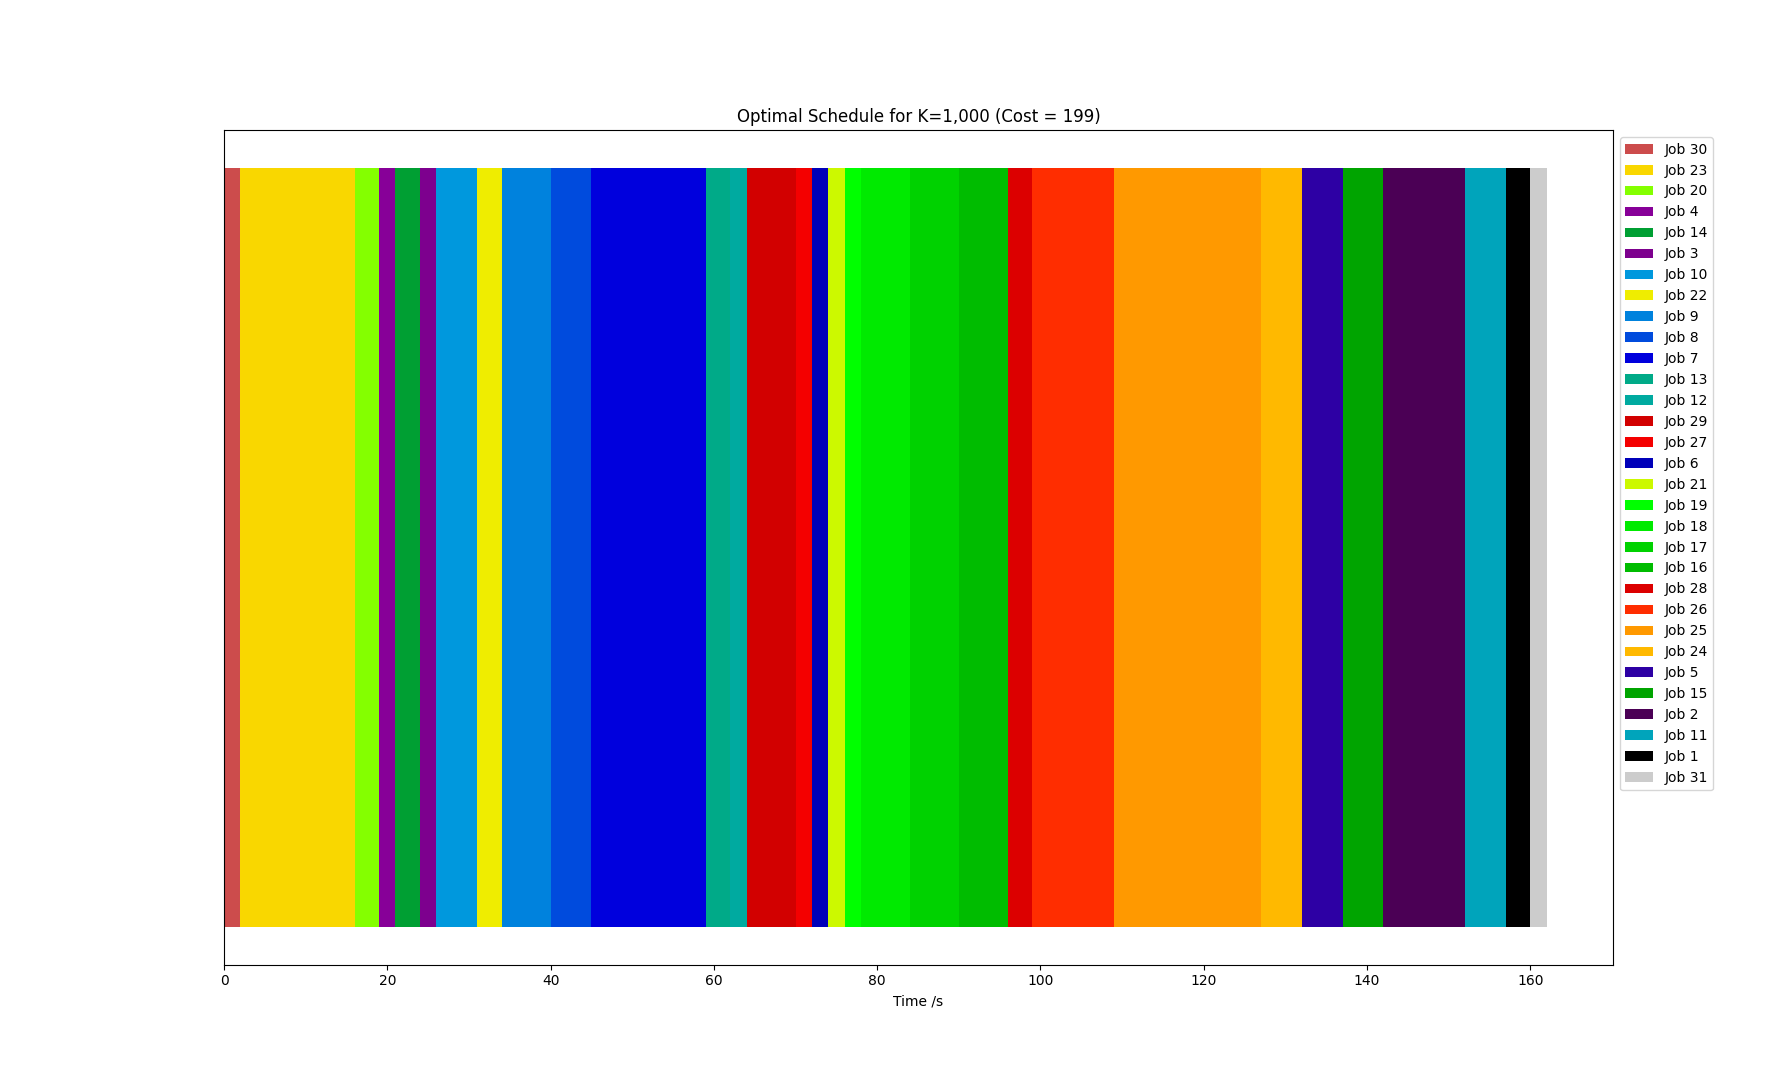 Optimal Schedule for K=1,000 (Cost = 199)
Job 30
Job 23
Job 20
Job 4
Job 14
Job 3
Job 10
Job 22
Job 9
Job 8
Job 7
Job 13
Job 12
Job 29
Job 27
Job 6
Job 21
Job 19
Job 18
Job 17
Job 16
Job 28
Job 26
Job 25
Job 24
Job 5
Job 15
Job 2
Job 11
Job 1
Job 31
0 20 40 60 80 100 120 140 160
Time /s